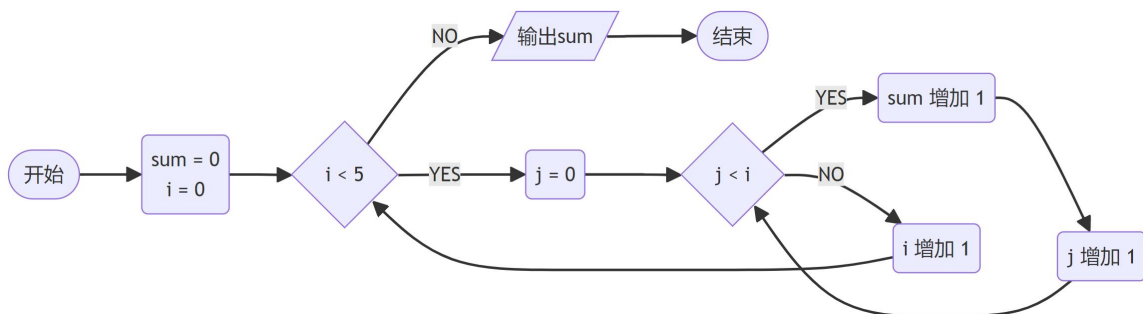 开始
sum = 0
i = 0
i < 5
NO
输出sum
结束
YES
j = 0
j < i
YES
sum 增加 1
j 增加 1
NO
i 增加 1